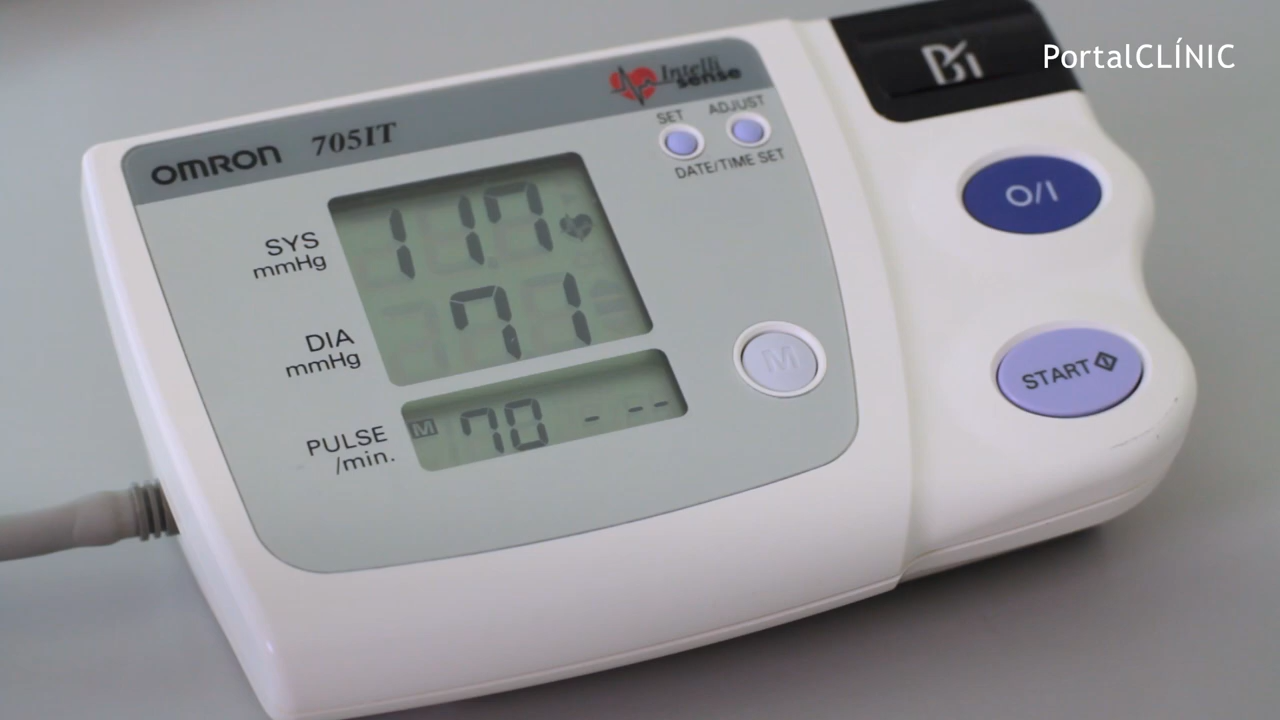 PortalCLÍNIC
OMRON 705IT
Intelli
sense
SET ADJUST
DATE/TIME SET
O/I
SYS
mmHg
117
DIA
mmHg
71
M
START
PULSE
/min.
M 70 - --